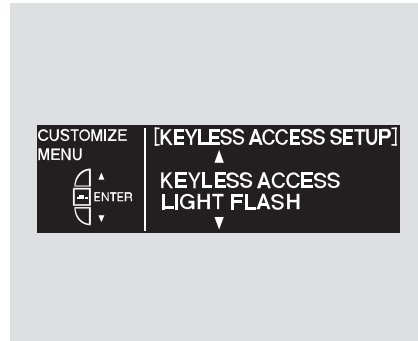 CUSTOMIZE
MENU
ENTER
[KEYLESS ACCESS SETUP]
KEYLESS ACCESS
LIGHT FLASH